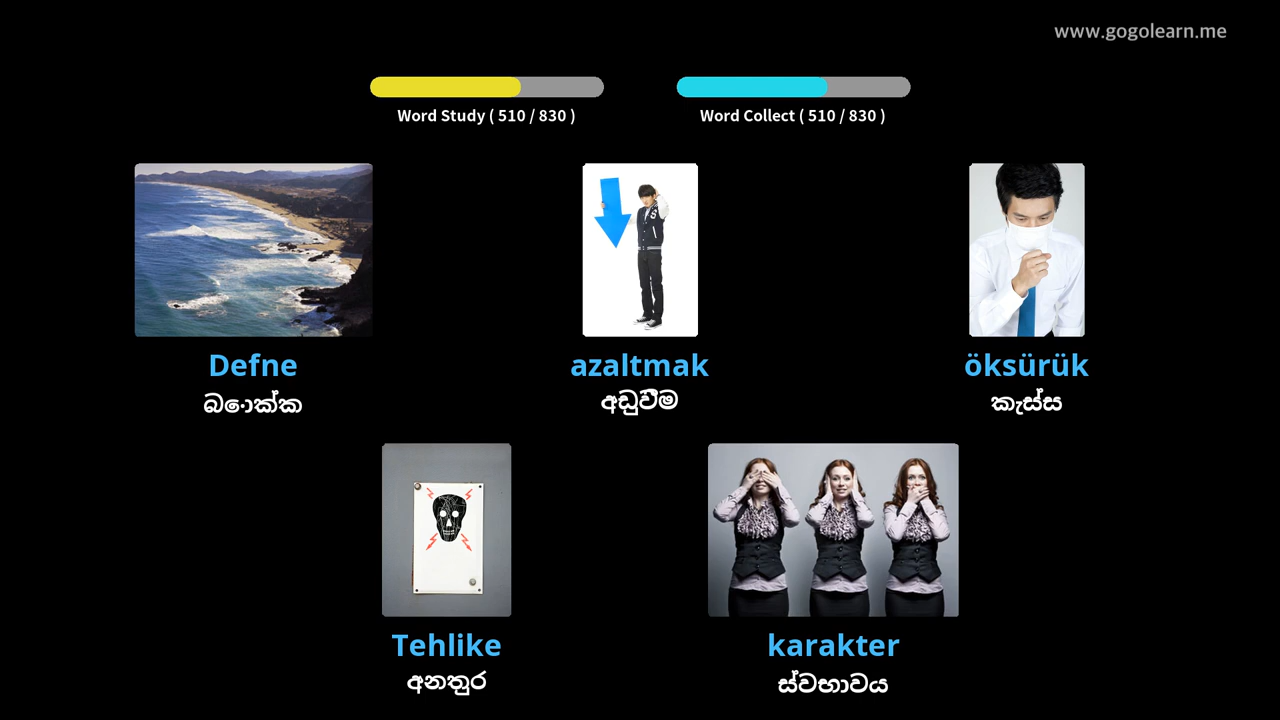 www.gogolearn.me
Word Study ( 510 / 830 )
Word Collect ( 510 / 830 )
Defne
බොක්ක
azaltmak
අඩුවීම
öksürük
කැස්ස
Tehlike
අනතුර
karakter
ස්වභාවය